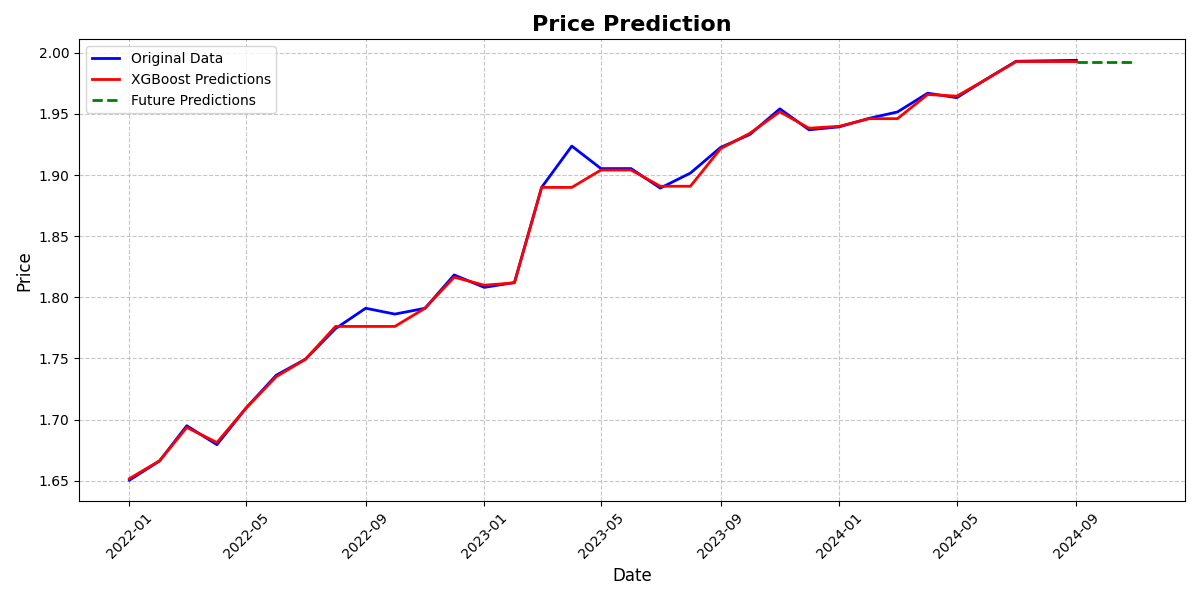 Price Prediction
Original Data
XGBoost Predictions
Future Predictions
Price
2.00
1.95
1.90
1.85
1.80
1.75
1.70
1.65
2022-01
2022-05
2022-09
2023-01
2023-05
2023-09
2024-01
2024-05
2024-09
Date